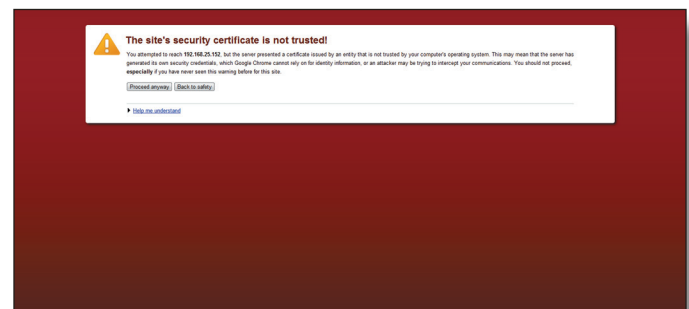 The site's security certificate is not trusted!
You attempted to reach 192.168.25.152, but the server presented a certificate issued by an entity that is not trusted by your computer's operating system. This may mean that the server has
generated its own security credentials, which Google Chrome cannot rely on for identity information, or an attacker may be trying to intercept your communications. You should not proceed,
especially if you have never seen this warning before for this site.
Proceed anyway Back to safety
Help me understand